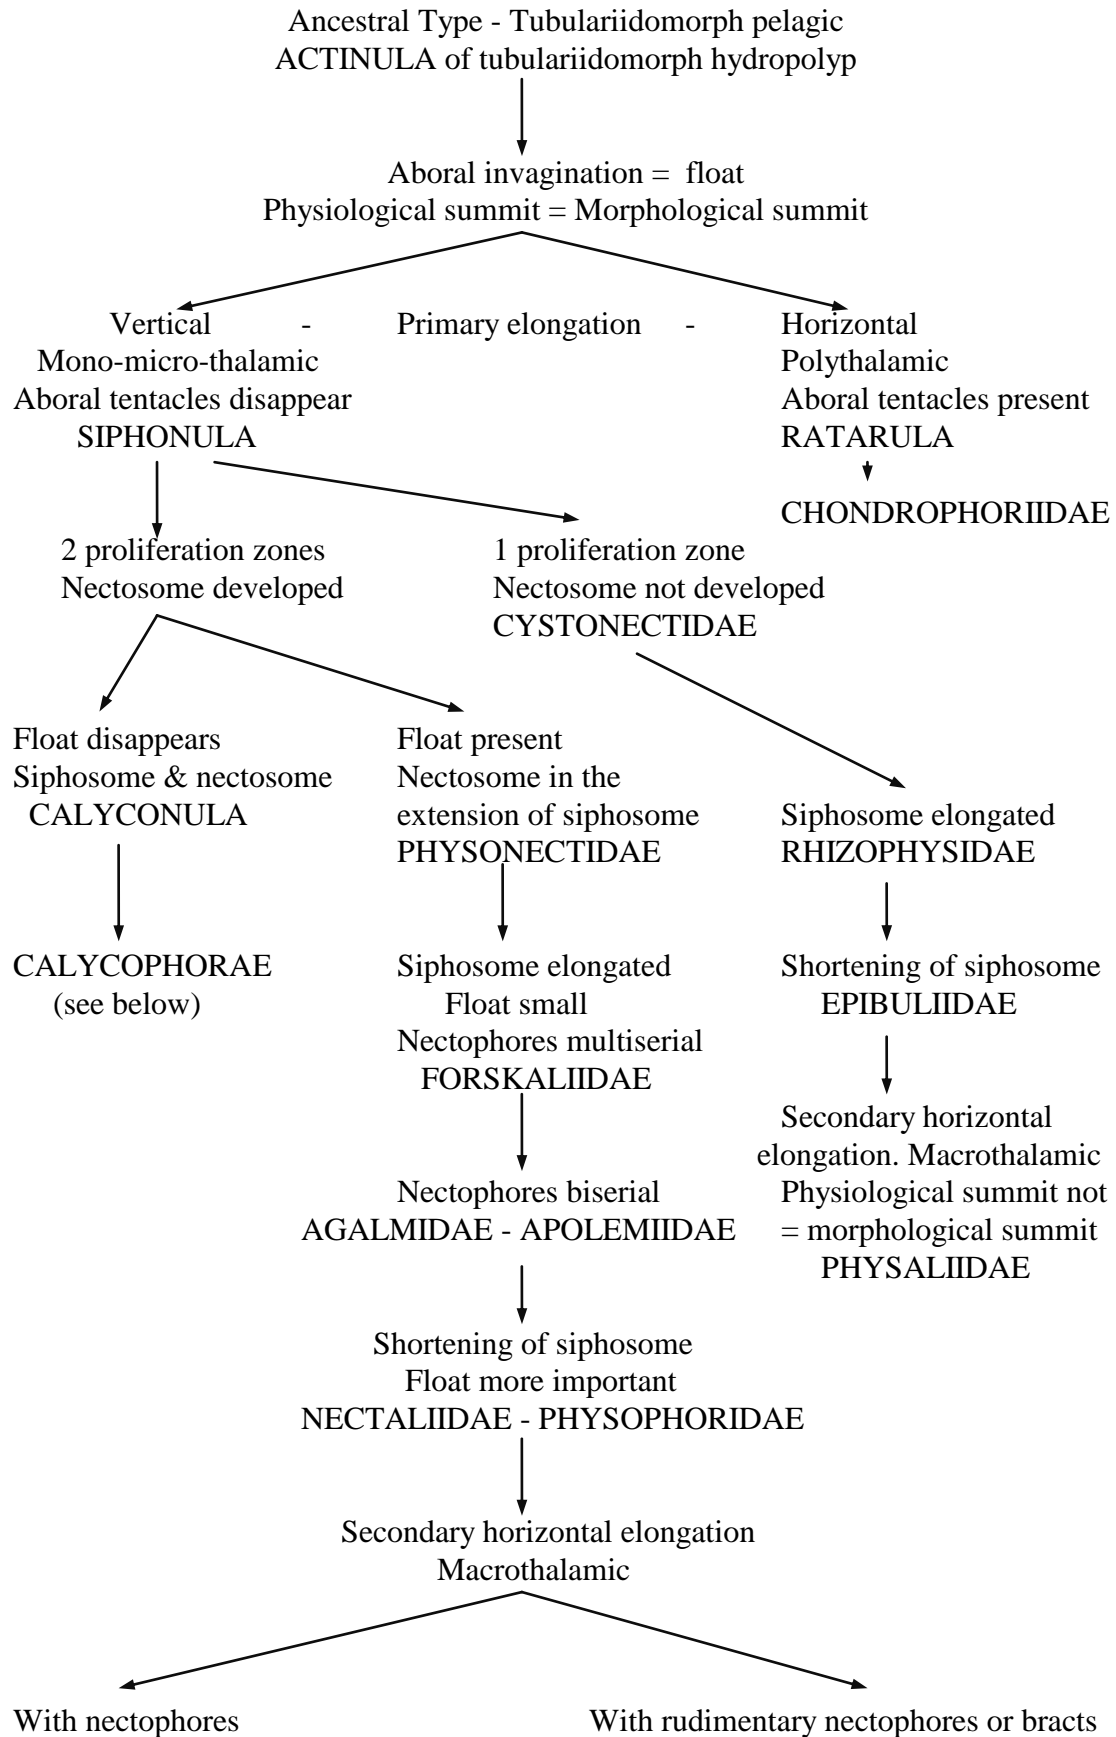 Ancestral Type - Tubulariidomorph pelagic
ACTINULA of tubulariidomorph hydropolyp
Aboral invagination = float
Physiological summit = Morphological summit
Vertical - Primary elongation - Horizontal
Mono-micro-thalamic
Aboral tentacles disappear
SIPHONULA
Polythalamic
Aboral tentacles present
RATARULA
CHONDROPHORIIDAE
2 proliferation zones
Nectosome developed
1 proliferation zone
Nectosome not developed
CYSTONECTIDAE
Float disappears
Siphosome & nectosome
CALYCONULA
Float present
Nectosome in the
extension of siphosome
PHYSONECTIDAE
Siphosome elongated
RHIZOPHYSIDAE
CALYCOPHORAE
(see below)
Siphosome elongated
Float small
Nectophores multiserial
FORSKALIIDAE
Shortening of siphosome
EPIBULIIDAE
Nectophores biserial
AGALMIDAE - APOLEMIIDAE
Secondary horizontal
elongation. Macrothalamic
Physiological summit not
= morphological summit
PHYSALIIDAE
Shortening of siphosome
Float more important
NECTALIIDAE - PHYSOPHORIDAE
Secondary horizontal elongation
Macrothalamic
With nectophores
With rudimentary nectophores or bracts